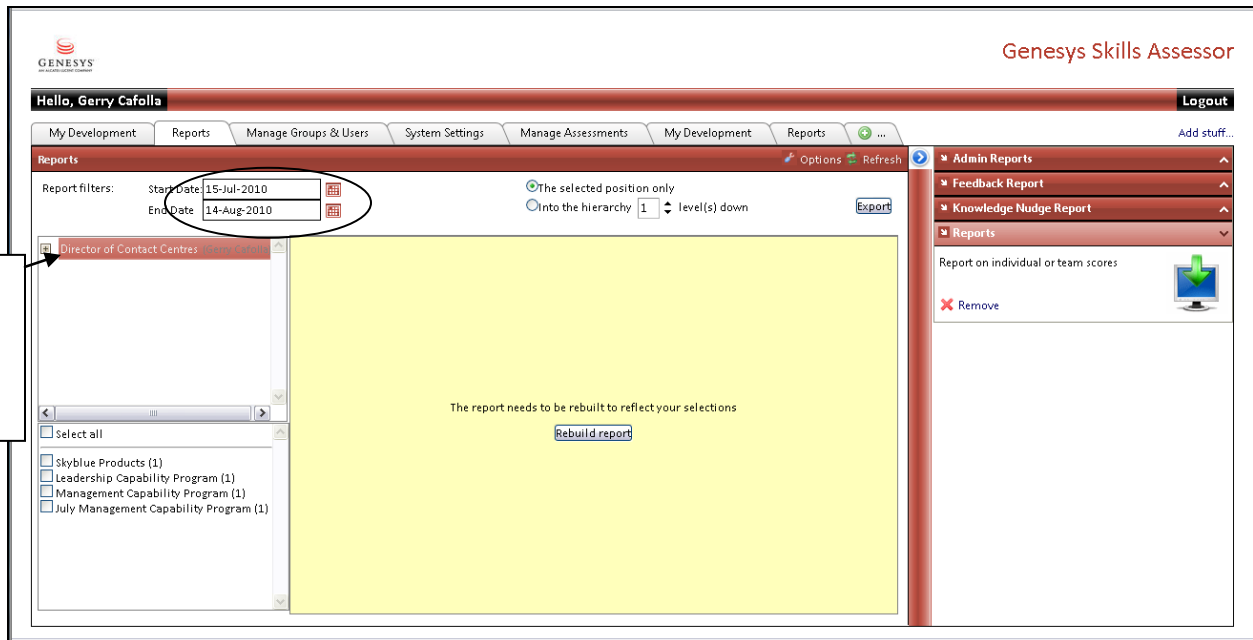 GENESYS
AN ALCATEL-LUCENT COMPANY
Genesys Skills Assessor
Hello, Gerry Cafolla
Logout
My Development Reports Manage Groups & Users System Settings Manage Assessments My Development Reports ... Add stuff...
Reports Options Refresh
Report filters: Start Date: 15-Jul-2010
End Date 14-Aug-2010
The selected position only
Into the hierarchy 1 level(s) down
Export
Director of Contact Centres (Gerry Cafolla
Select all
Skyblue Products (1)
Leadership Capability Program (1)
Management Capability Program (1)
July Management Capability Program (1)
The report needs to be rebuilt to reflect your selections
Rebuild report
Admin Reports
Feedback Report
Knowledge Nudge Report
Reports
Report on individual or team scores
Remove